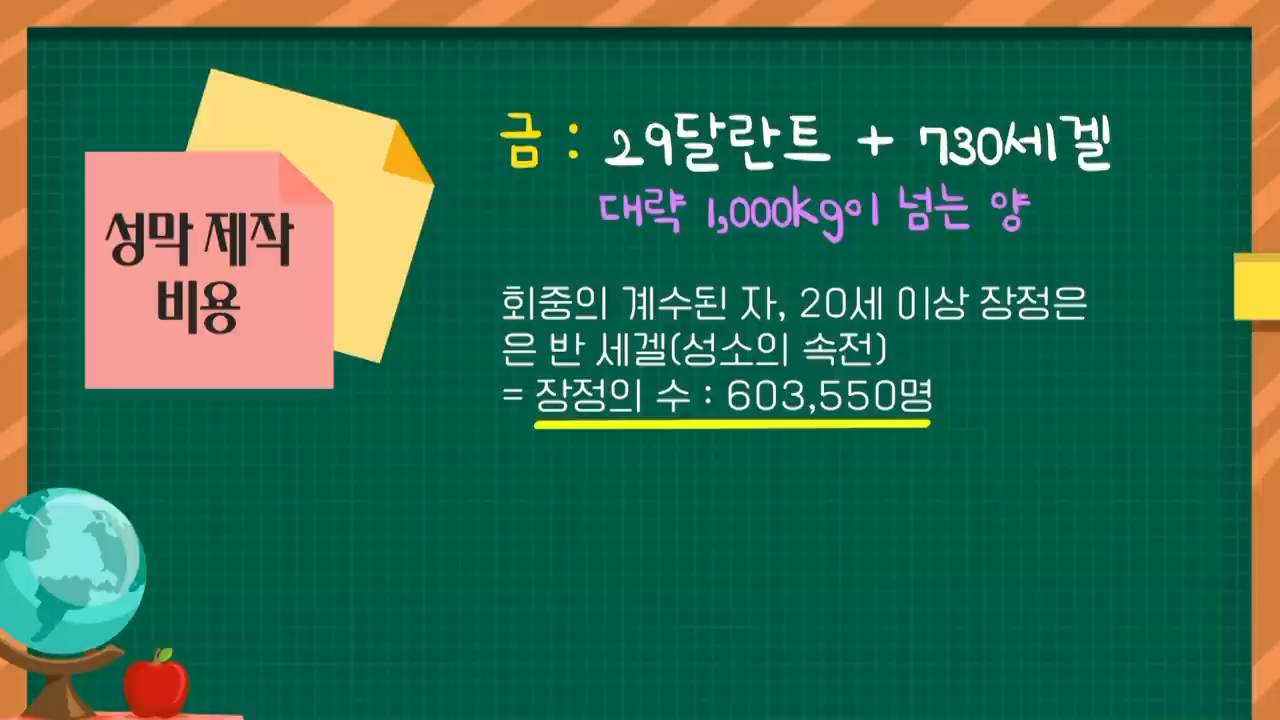 성막 제작
비용
금 : 29달란트 + 730세겔
대략 1,000kg이 넘는 양
회중의 계수된 자, 20세 이상 장정은
은 반 세겔(성소의 속전)
= 장정의 수 : 603,550명